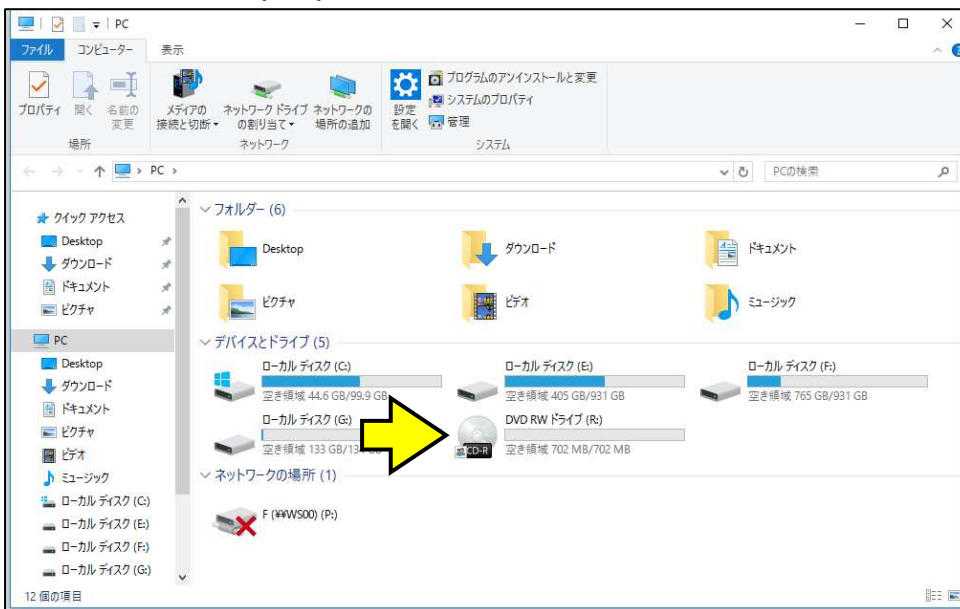 PC
ファイル
コンピューター
表示
プロパティ
開く
名前の
変更
メディアの
接続と切断
ネットワーク ドライブ
の割り当て
ネットワークの
場所の追加
設定
を開く
プログラムのアンインストールと変更
システムのプロパティ
管理
場所
ネットワーク
システム
PC
PCの検索
クイック アクセス
Desktop
ダウンロード
ドキュメント
ピクチャ
PC
Desktop
ダウンロード
ドキュメント
ピクチャ
ビデオ
ミュージック
ローカル ディスク (C:)
ローカル ディスク (E:)
ローカル ディスク (F:)
ローカル ディスク (G:)
フォルダー (6)
Desktop
ダウンロード
ドキュメント
ピクチャ
ビデオ
ミュージック
デバイスとドライブ (5)
ローカル ディスク (C:)
空き領域 44.6 GB/99.9 GB
ローカル ディスク (E:)
空き領域 405 GB/931 GB
ローカル ディスク (F:)
空き領域 765 GB/931 GB
ローカル ディスク (G:)
空き領域 133 GB
DVD RW ドライブ (R:)
CD-R
空き領域 702 MB/702 MB
ネットワークの場所 (1)
F (¥¥WS00) (P:)
12 個の項目